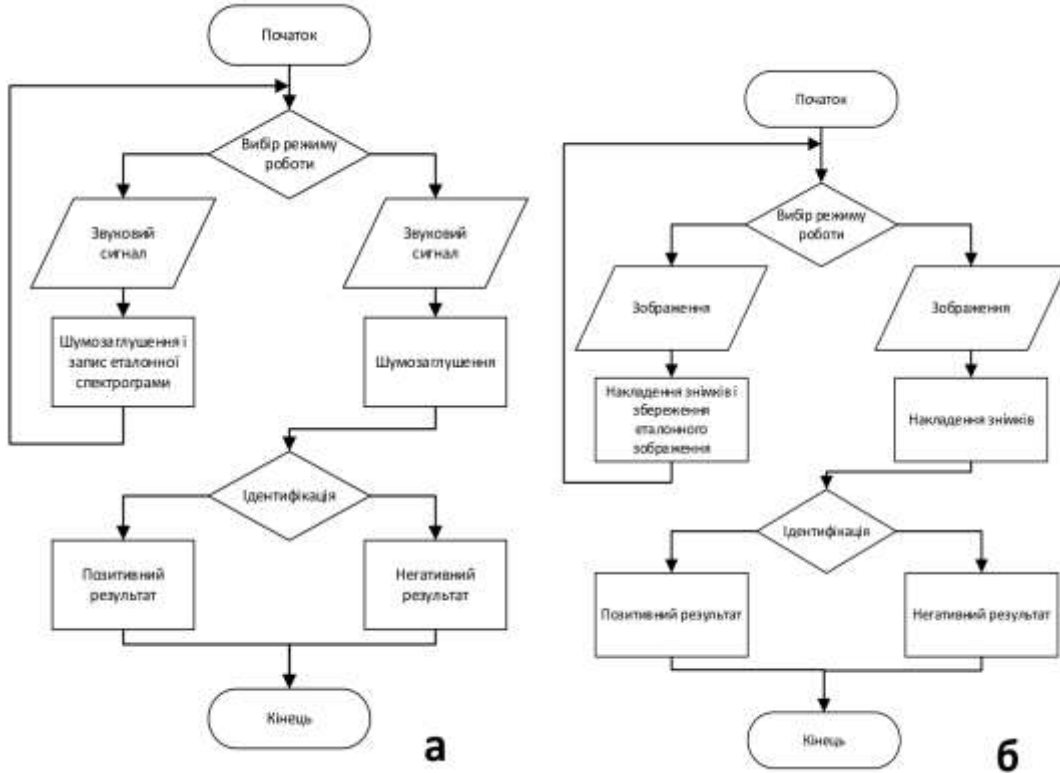 Початок
Вибір режиму
роботи
Звуковий
сигнал
Звуковий
сигнал
Шумозаглушення і
запис еталонної
спектрограми
Шумозаглушення
Ідентифікація
Позитивний
результат
Негативний
результат
Кінець
а
Початок
Вибір режиму
роботи
Зображення
Зображення
Накладення знімків і
збереження
еталонного
зображення
Накладення знімків
Ідентифікація
Позитивний результат
Негативний результат
Кінець
б